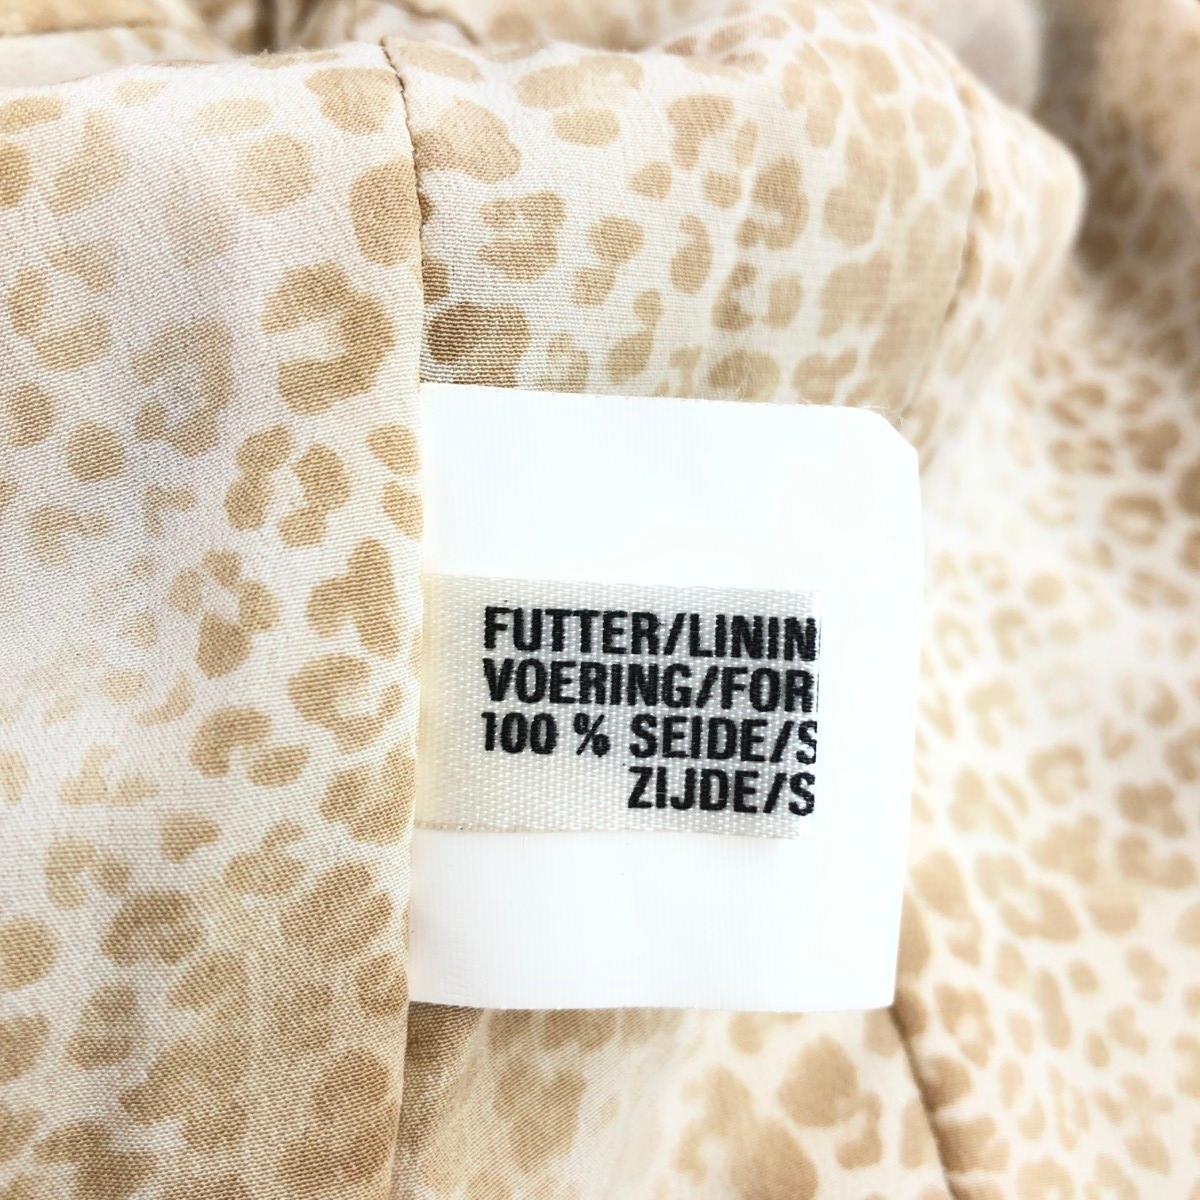 FUTTER/LININ
VOERING/FOR
100 % SEIDE/S
ZIJDE/S